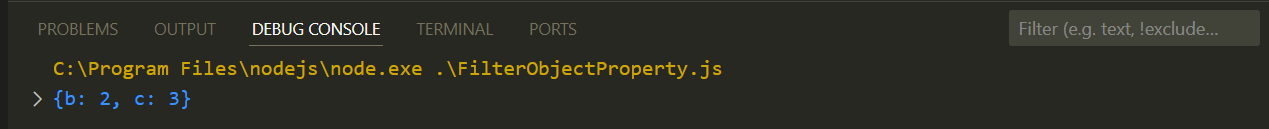 PROBLEMS OUTPUT DEBUG CONSOLE TERMINAL PORTS Filter (e.g. text, !exclude...
C:\Program Files\nodejs\node.exe .\FilterObjectProperty.js
> {b: 2, c: 3}